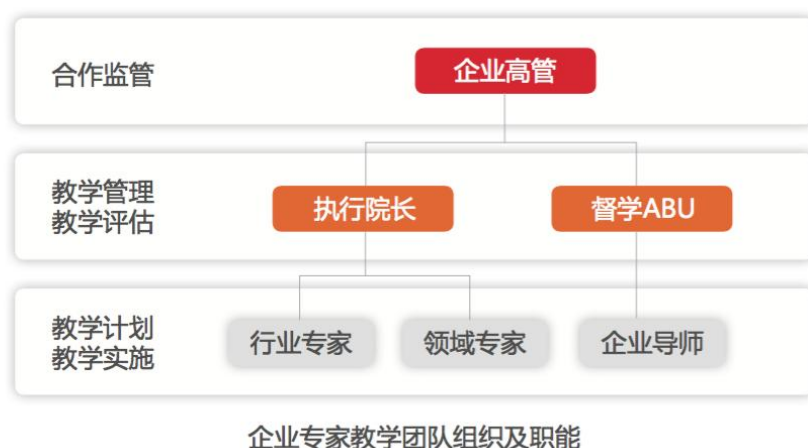 合作监管
企业高管
教学管理
教学评估
执行院长
督学ABU
教学计划
教学实施
行业专家
领域专家
企业导师
企业专家教学团队组织及职能